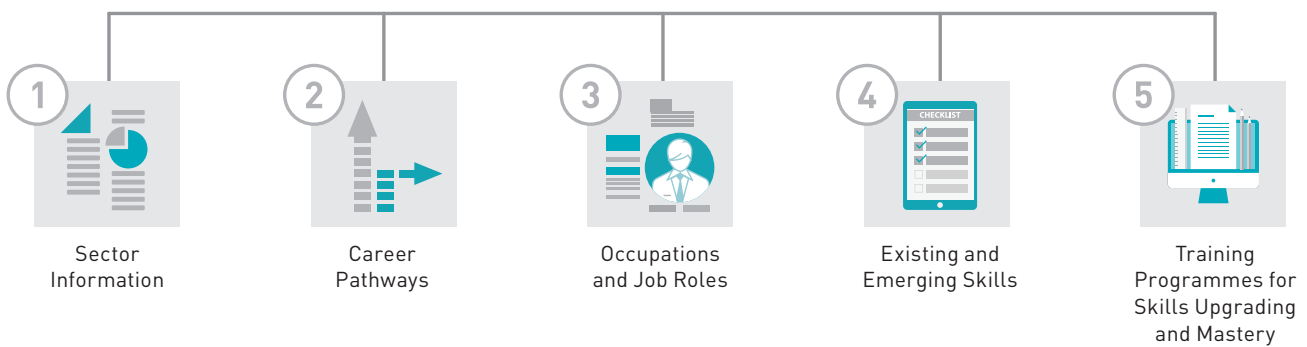 1
Sector
Information
2
Career
Pathways
3
Occupations
and Job Roles
4
CHECKLIST
Existing and
Emerging Skills
5
Training
Programmes for
Skills Upgrading
and Mastery